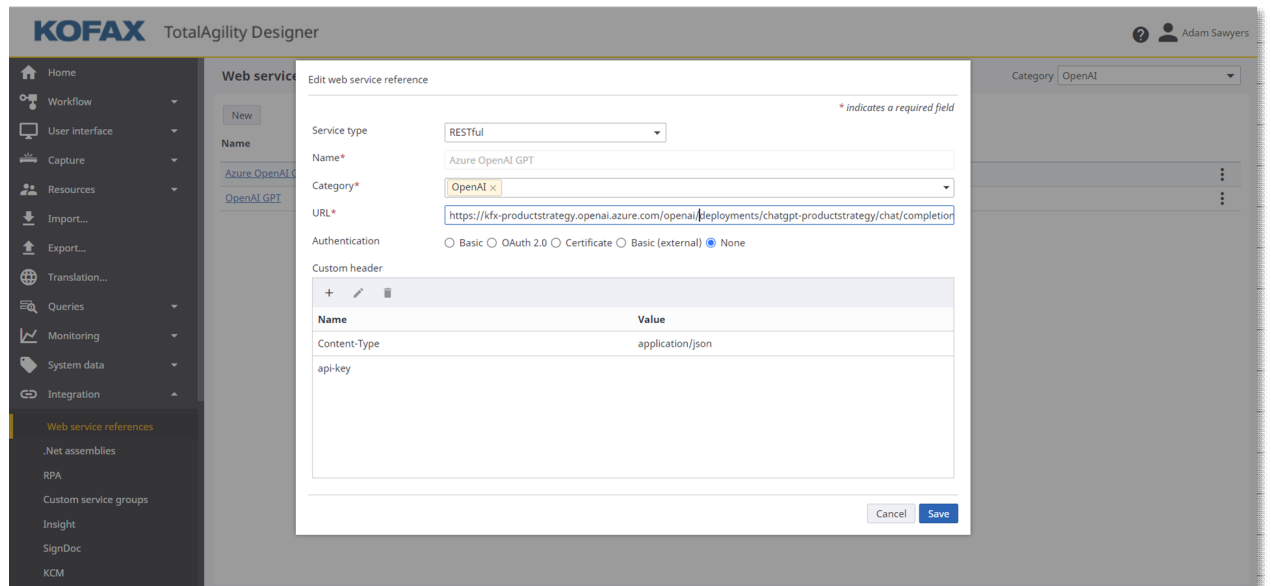 KOFAX TotalAgility Designer
Adam Sawyers
Home
Workflow
User interface
Capture
Resources
Import...
Export...
Translation...
Queries
Monitoring
System data
Integration
Web service references
.Net assemblies
RPA
Custom service groups
Insight
SignDoc
KCM
Web service
Category OpenAI
New
Name
Azure OpenAI G
OpenAI GPT
Edit web service reference
* indicates a required field
Service type RESTful
Name* Azure OpenAI GPT
Category* OpenAI ×
URL* https://kfx-productstrategy.openai.azure.com/openai/deployments/chatgpt-productstrategy/chat/completion
Authentication Basic OAuth 2.0 Certificate Basic (external) None
Custom header
Name Value
Content-Type application/json
api-key
Cancel Save